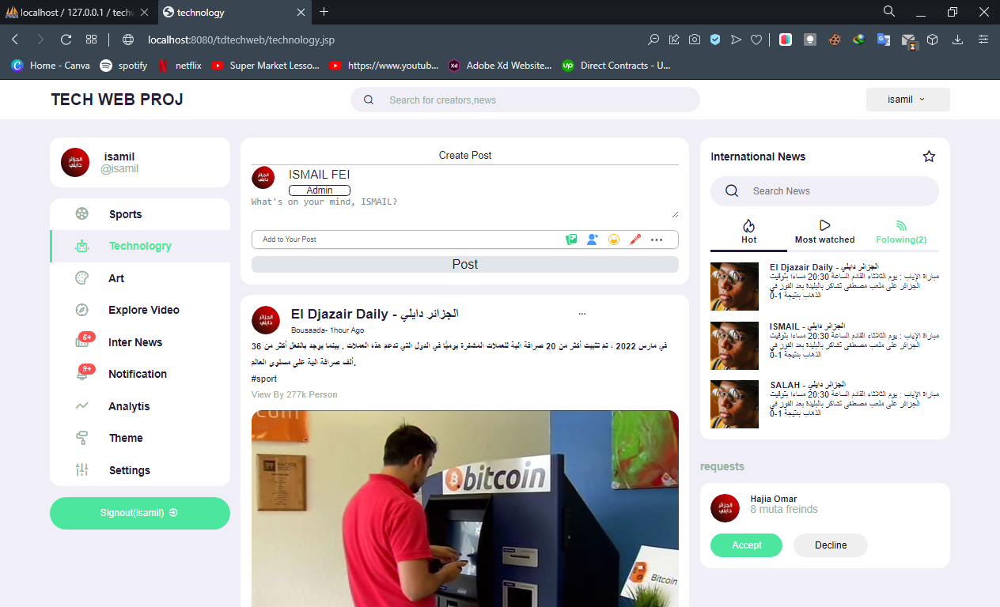 localhost / 127.0.0.1 / techw
technology
localhost:8080/tdtechweb/technology.jsp
Home - Canva
spotify
netflix
Super Market Lesso...
https://www.youtub...
Adobe Xd Website...
Direct Contracts - U...
TECH WEB PROJ
Search for creators,news
isamil
isamil
@isamil
Sports
Technologry
Art
Explore Video
6+
Inter News
9+
Notification
Analytis
Theme
Settings
Signout(isamil)
Create Post
ISMAIL FEI
Admin
What's on your mind, ISMAIL?
Add to Your Post
Post
El Djazair Daily - الجزائر دايلي
...
Bousaada- 1hour Ago
في مارس 2022 ، تم تثبيت أكثر من 20 صرافة الية للعملات المشفرة يوميًا في الدول التي تدعم هذه العملات . بينما يوجد بالفعل أكثر من 36
ألف صرافة الية على مستوى العالم.
#sport
View By 277k Person
coin
HACKER DOJO
bitcoin
Bitcoin
International News
Search News
Hot
Most watched
Folowing(2)
El Djazair Daily - الجزائر دايلي
مباراة الإياب : يوم الثلاثاء القادم الساعة 20:30 مساءا بتوقيت
الجزائر على ملعب مصطفى تشاكر بالبليدة بعد الفوز في
الذهاب بنتيجة 1-0
ISMAIL - الجزائر دايلي
مباراة الإياب : يوم الثلاثاء القادم الساعة 20:30 مساءا بتوقيت
الجزائر على ملعب مصطفى تشاكر بالبليدة بعد الفوز في
الذهاب بنتيجة 1-0
SALAH - الجزائر دايلي
مباراة الإياب : يوم الثلاثاء القادم الساعة 20:30 مساءا بتوقيت
الجزائر على ملعب مصطفى تشاكر بالبليدة بعد الفوز في
الذهاب بنتيجة 1-0
requests
Hajia Omar
8 muta freinds
Accept
Decline